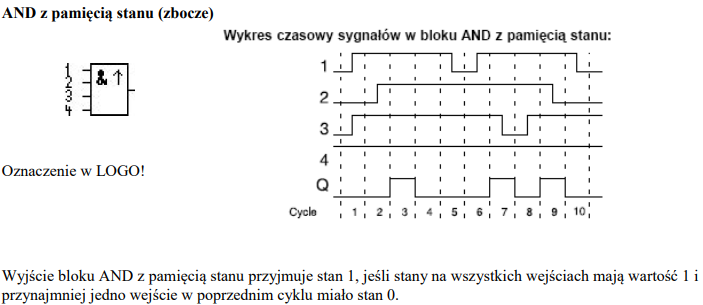 AND z pamięcią stanu (zbocze)
Wykres czasowy sygnałów w bloku AND z pamięcią stanu:
1
2
3
4
& ↑
1
2
3
4
Q
Cycle 1 2 3 4 5 6 7 8 9 10
Oznaczenie w LOGO!
Wyjście bloku AND z pamięcią stanu przyjmuje stan 1, jeśli stany na wszystkich wejściach mają wartość 1 i
przynajmniej jedno wejście w poprzednim cyklu miało stan 0.